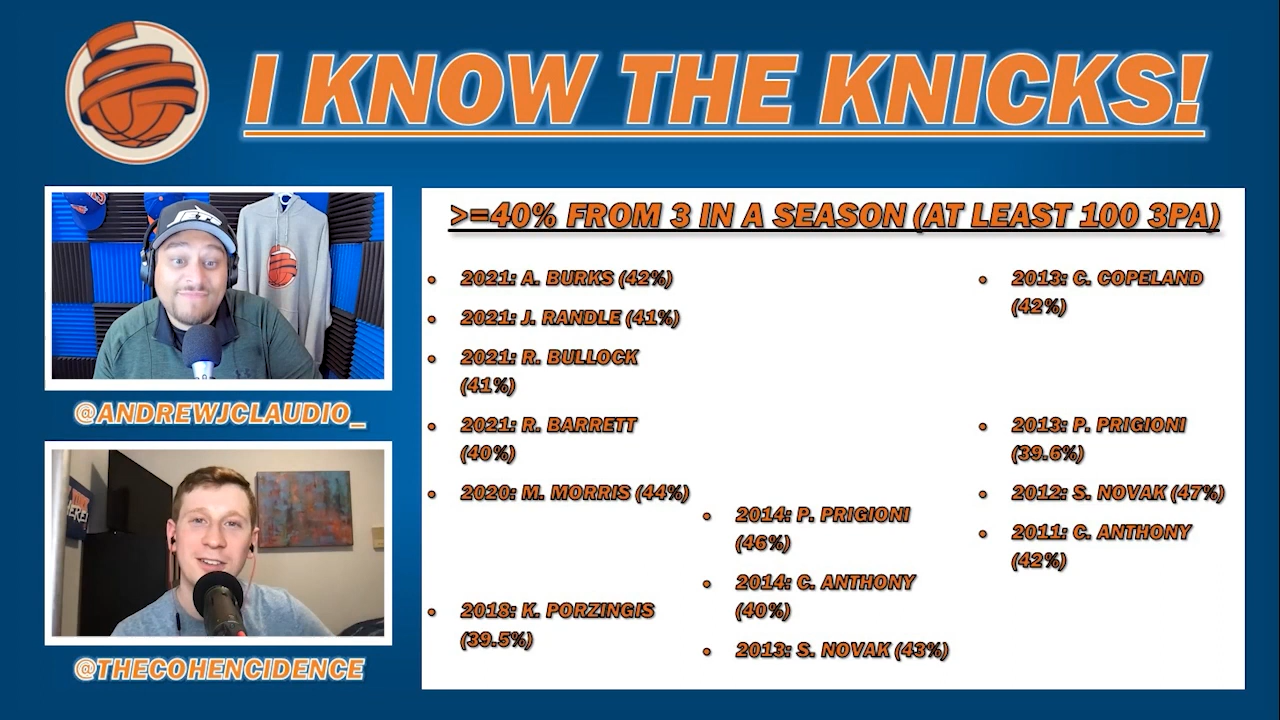 I KNOW THE KNICKS!
JETS
@ANDREWJCLAUDIO_
@THECOHENCIDENCE
>=40% FROM 3 IN A SEASON (AT LEAST 100 3PA)
• 2021: A. BURKS (42%)
• 2021: J. RANDLE (41%)
• 2021: R. BULLOCK
(41%)
• 2021: R. BARRETT
(40%)
• 2020: M. MORRIS (44%)
• 2018: K. PORZINGIS
(39.5%)
• 2014: P. PRIGIONI
(46%)
• 2014: C. ANTHONY
(40%)
• 2013: S. NOVAK (43%)
• 2013: C. COPELAND
(42%)
• 2013: P. PRIGIONI
(39.6%)
• 2012: S. NOVAK (47%)
• 2011: C. ANTHONY
(42%)